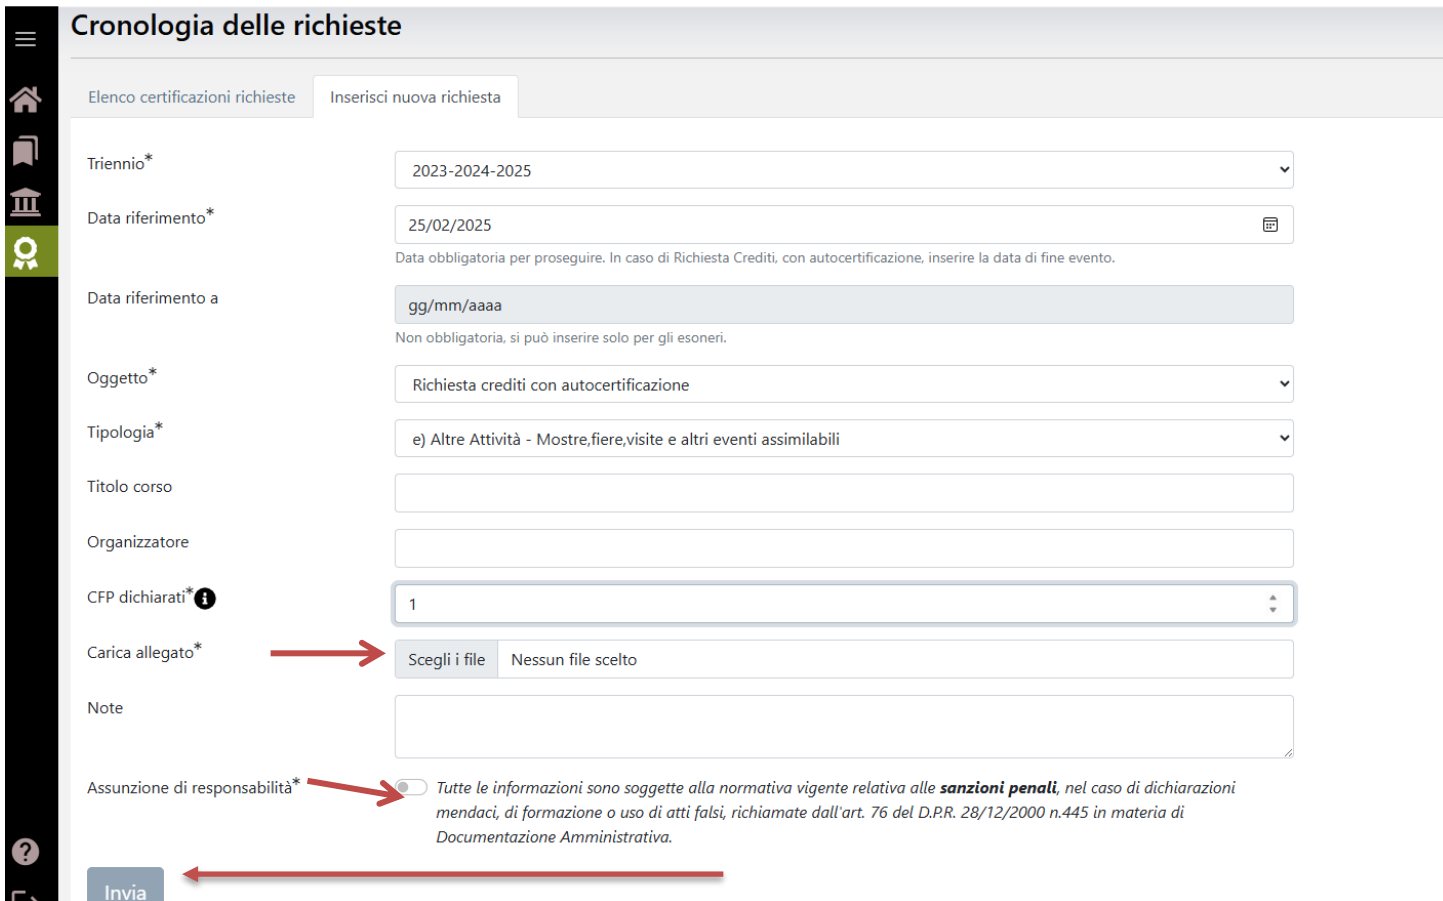 Cronologia delle richieste
Elenco certificazioni richieste
Inserisci nuova richiesta
Triennio*
2023-2024-2025
Data riferimento*
25/02/2025
Data obbligatoria per proseguire. In caso di Richiesta Crediti, con autocertificazione, inserire la data di fine evento.
Data riferimento a
gg/mm/aaaa
Non obbligatoria, si può inserire solo per gli esoneri.
Oggetto*
Richiesta crediti con autocertificazione
Tipologia*
e) Altre Attività - Mostre,fiere,visite e altri eventi assimilabili
Titolo corso
Organizzatore
CFP dichiarati*
1
Carica allegato*
Scegli i file Nessun file scelto
Note
Assunzione di responsabilità*
Tutte le informazioni sono soggette alla normativa vigente relativa alle sanzioni penali, nel caso di dichiarazioni
mendaci, di formazione o uso di atti falsi, richiamate dall'art. 76 del D.P.R. 28/12/2000 n.445 in materia di
Documentazione Amministrativa.
Invia